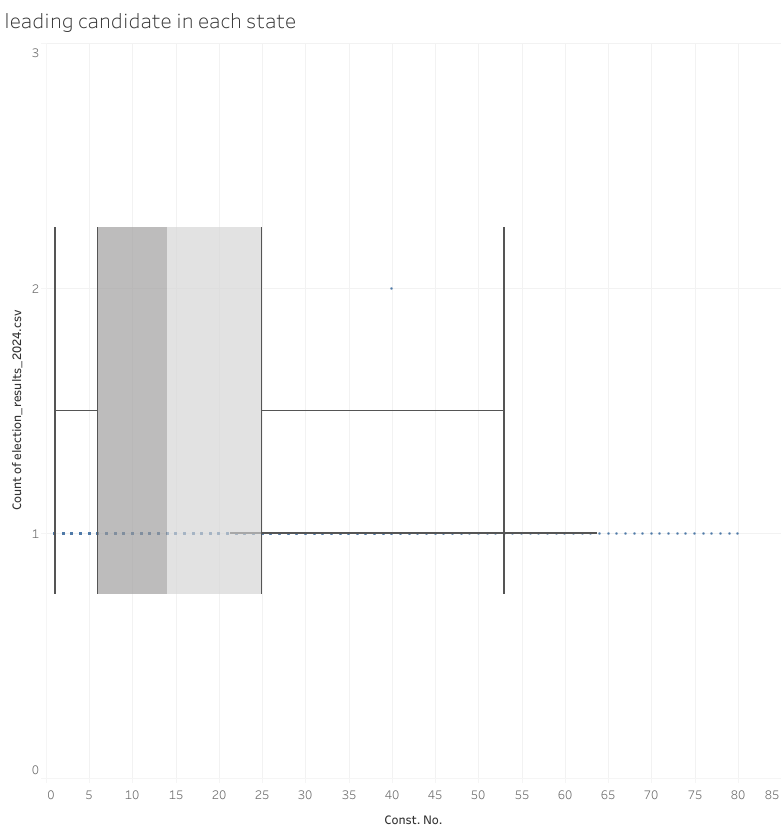 leading candidate in each state
3
2
1
0
Count of election_results_2024.csv
0 5 10 15 20 25 30 35 40 45 50 55 60 65 70 75 80 85
Const. No.